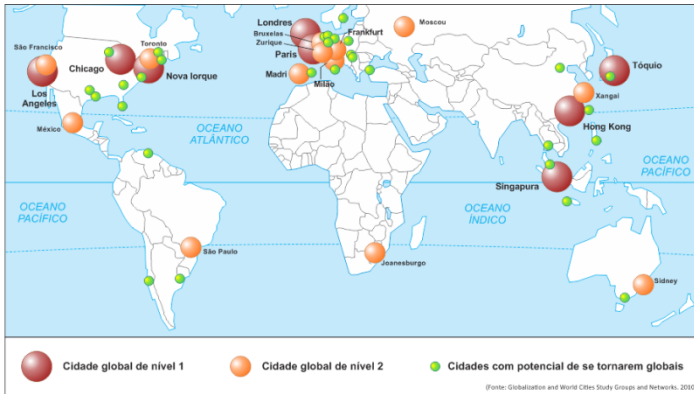 Moscou
Londres
Bruxelas
Frankfurt
Zurique
Paris
Toronto
São Francisco
Chicago
Nova Iorque
Madri
Milão
Tóquio
Los
Angeles
Xangai
México
OCEANO
ATLÂNTICO
Hong Kong
OCEANO
PACÍFICO
Singapura
OCEANO
PACÍFICO
OCEANO
ÍNDICO
São Paulo
Joanesburgo
Sidney
Cidade global de nível 1
Cidade global de nível 2
Cidades com potencial de se tornarem globais
(Fonte: Globalization and World Cities Study Groups and Networks. 2010